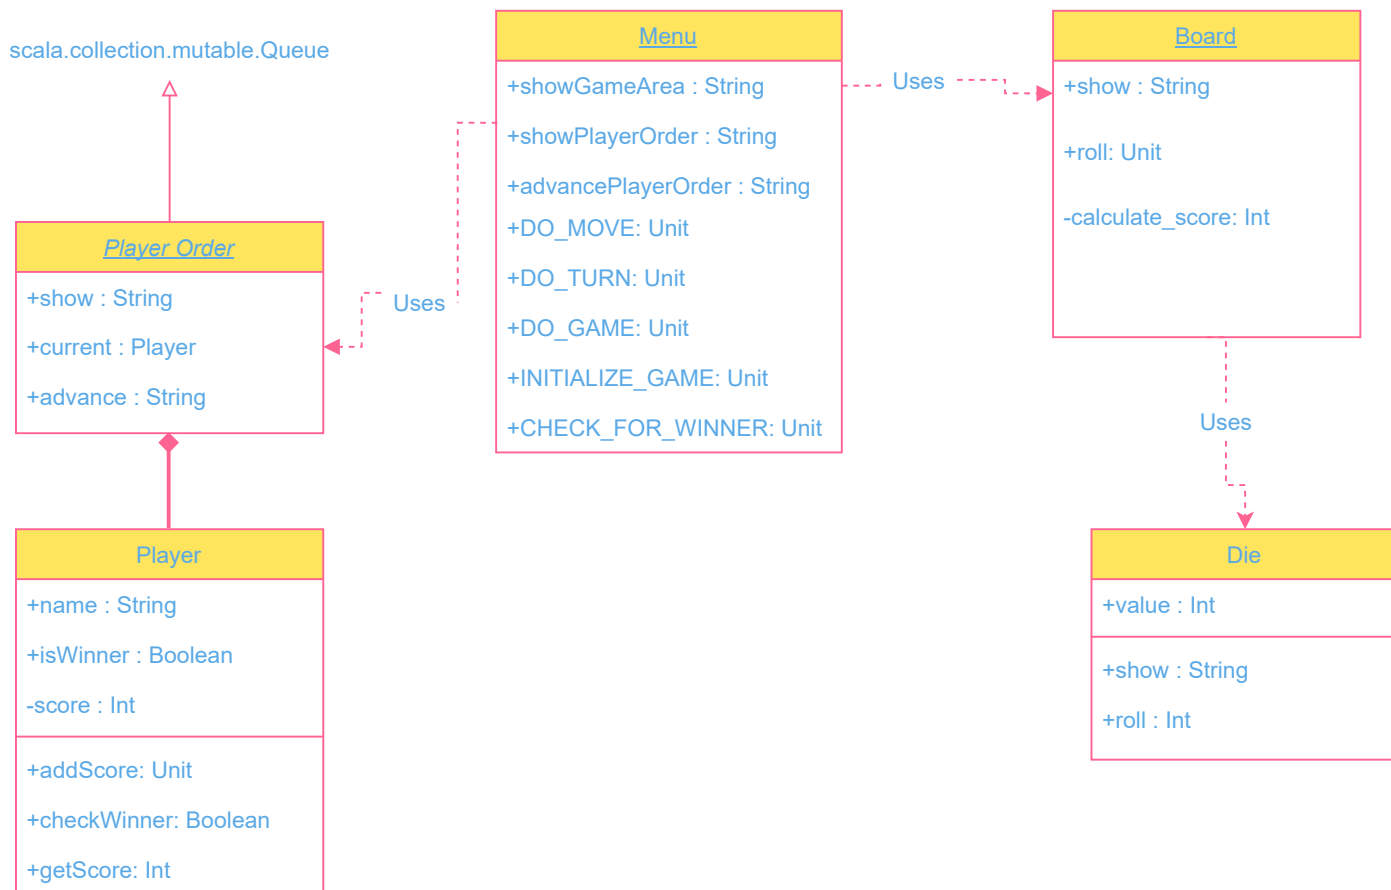 scala.collection.mutable.Queue
Player Order
+show : String
+current : Player
+advance : String
Player
+name : String
+isWinner : Boolean
-score : Int
+addScore: Unit
+checkWinner: Boolean
+getScore: Int
Uses
Menu
+showGameArea : String
+showPlayerOrder : String
+advancePlayerOrder : String
+DO_MOVE: Unit
+DO_TURN: Unit
+DO_GAME: Unit
+INITIALIZE_GAME: Unit
+CHECK_FOR_WINNER: Unit
Uses
Board
+show : String
+roll: Unit
-calculate_score: Int
Uses
Die
+value : Int
+show : String
+roll : Int